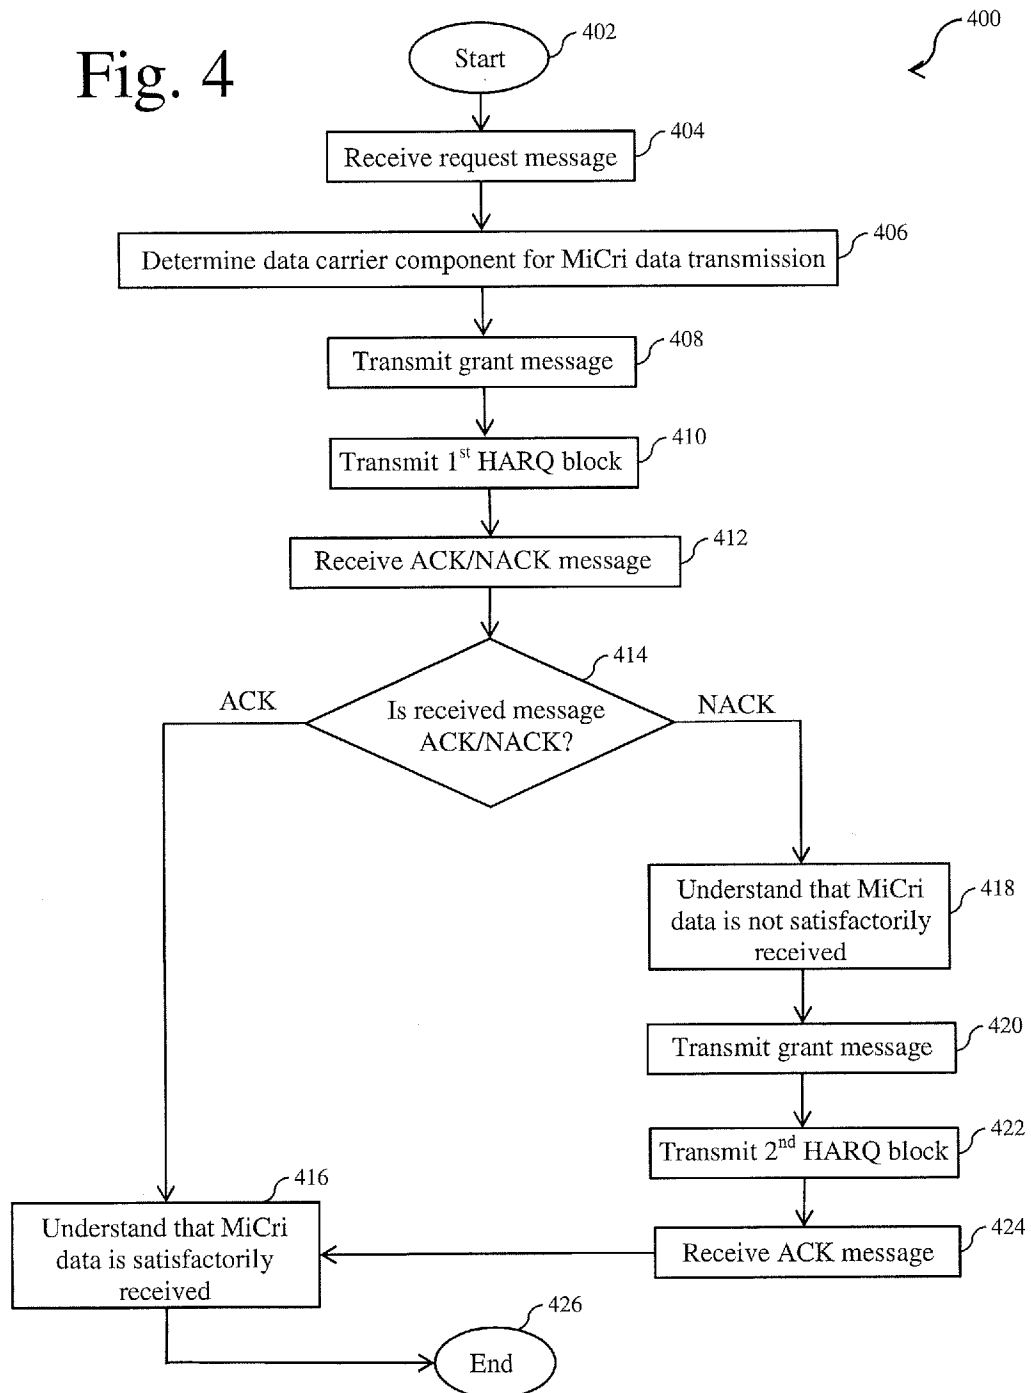 Fig. 4
400
Start
402
Receive request message
404
Determine data carrier component for MiCri data transmission
406
Transmit grant message
408
Transmit 1st HARQ block
410
Receive ACK/NACK message
412
Is received message
ACK/NACK?
414
ACK
NACK
Understand that MiCri
data is not satisfactorily
received
418
Transmit grant message
420
Transmit 2nd HARQ block
422
Receive ACK message
424
Understand that MiCri
data is satisfactorily
received
416
End
426